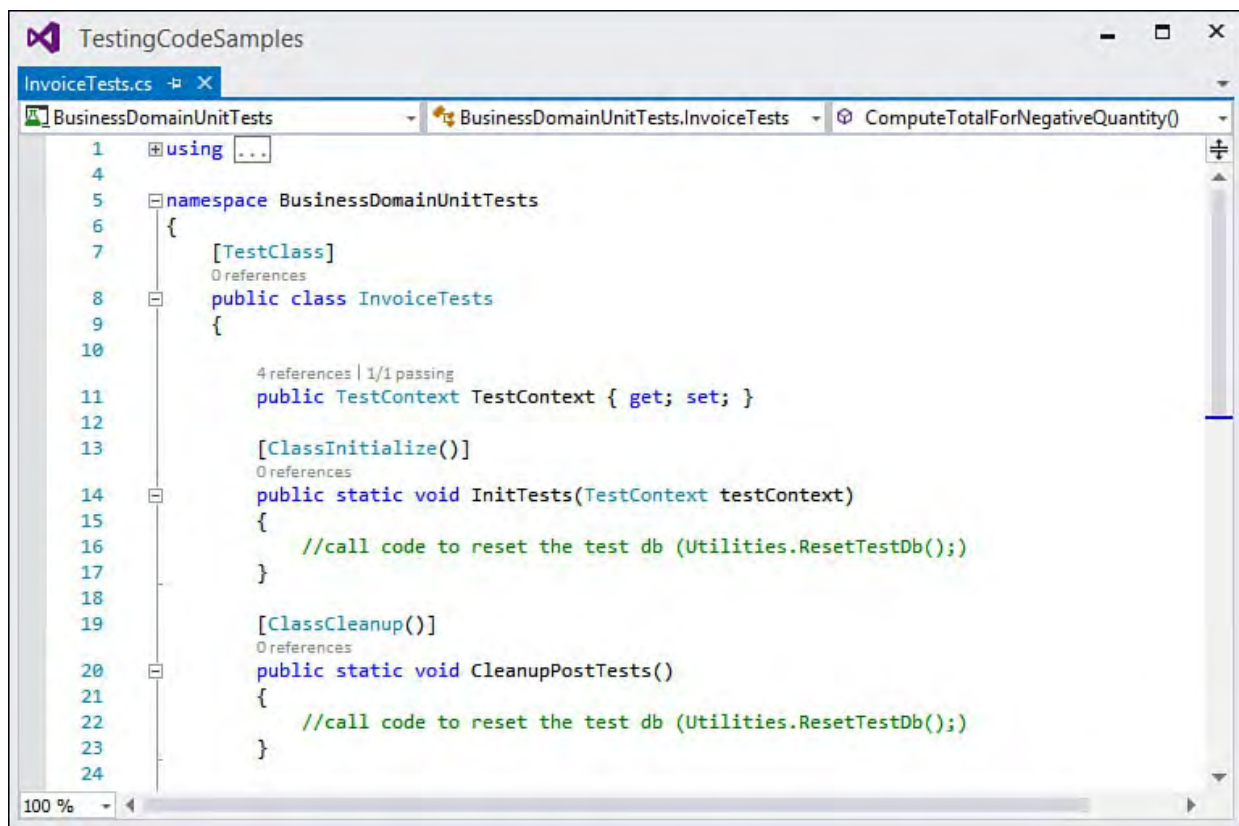 TestingCodeSamples
InvoiceTests.cs
BusinessDomainUnitTests BusinessDomainUnitTests.InvoiceTests ComputeTotalForNegativeQuantity()
1 using ...
4
5 namespace BusinessDomainUnitTests
6 {
7 [TestClass]
0 references
8 public class InvoiceTests
9 {
10
4 references | 1/1 passing
11 public TestContext TestContext { get; set; }
12
13 [ClassInitialize()]
0 references
14 public static void InitTests(TestContext testContext)
15 {
16 //call code to reset the test db (Utilities.ResetTestDb();)
17 }
18
19 [ClassCleanup()]
0 references
20 public static void CleanupPostTests()
21 {
22 //call code to reset the test db (Utilities.ResetTestDb();)
23 }
24
100 %